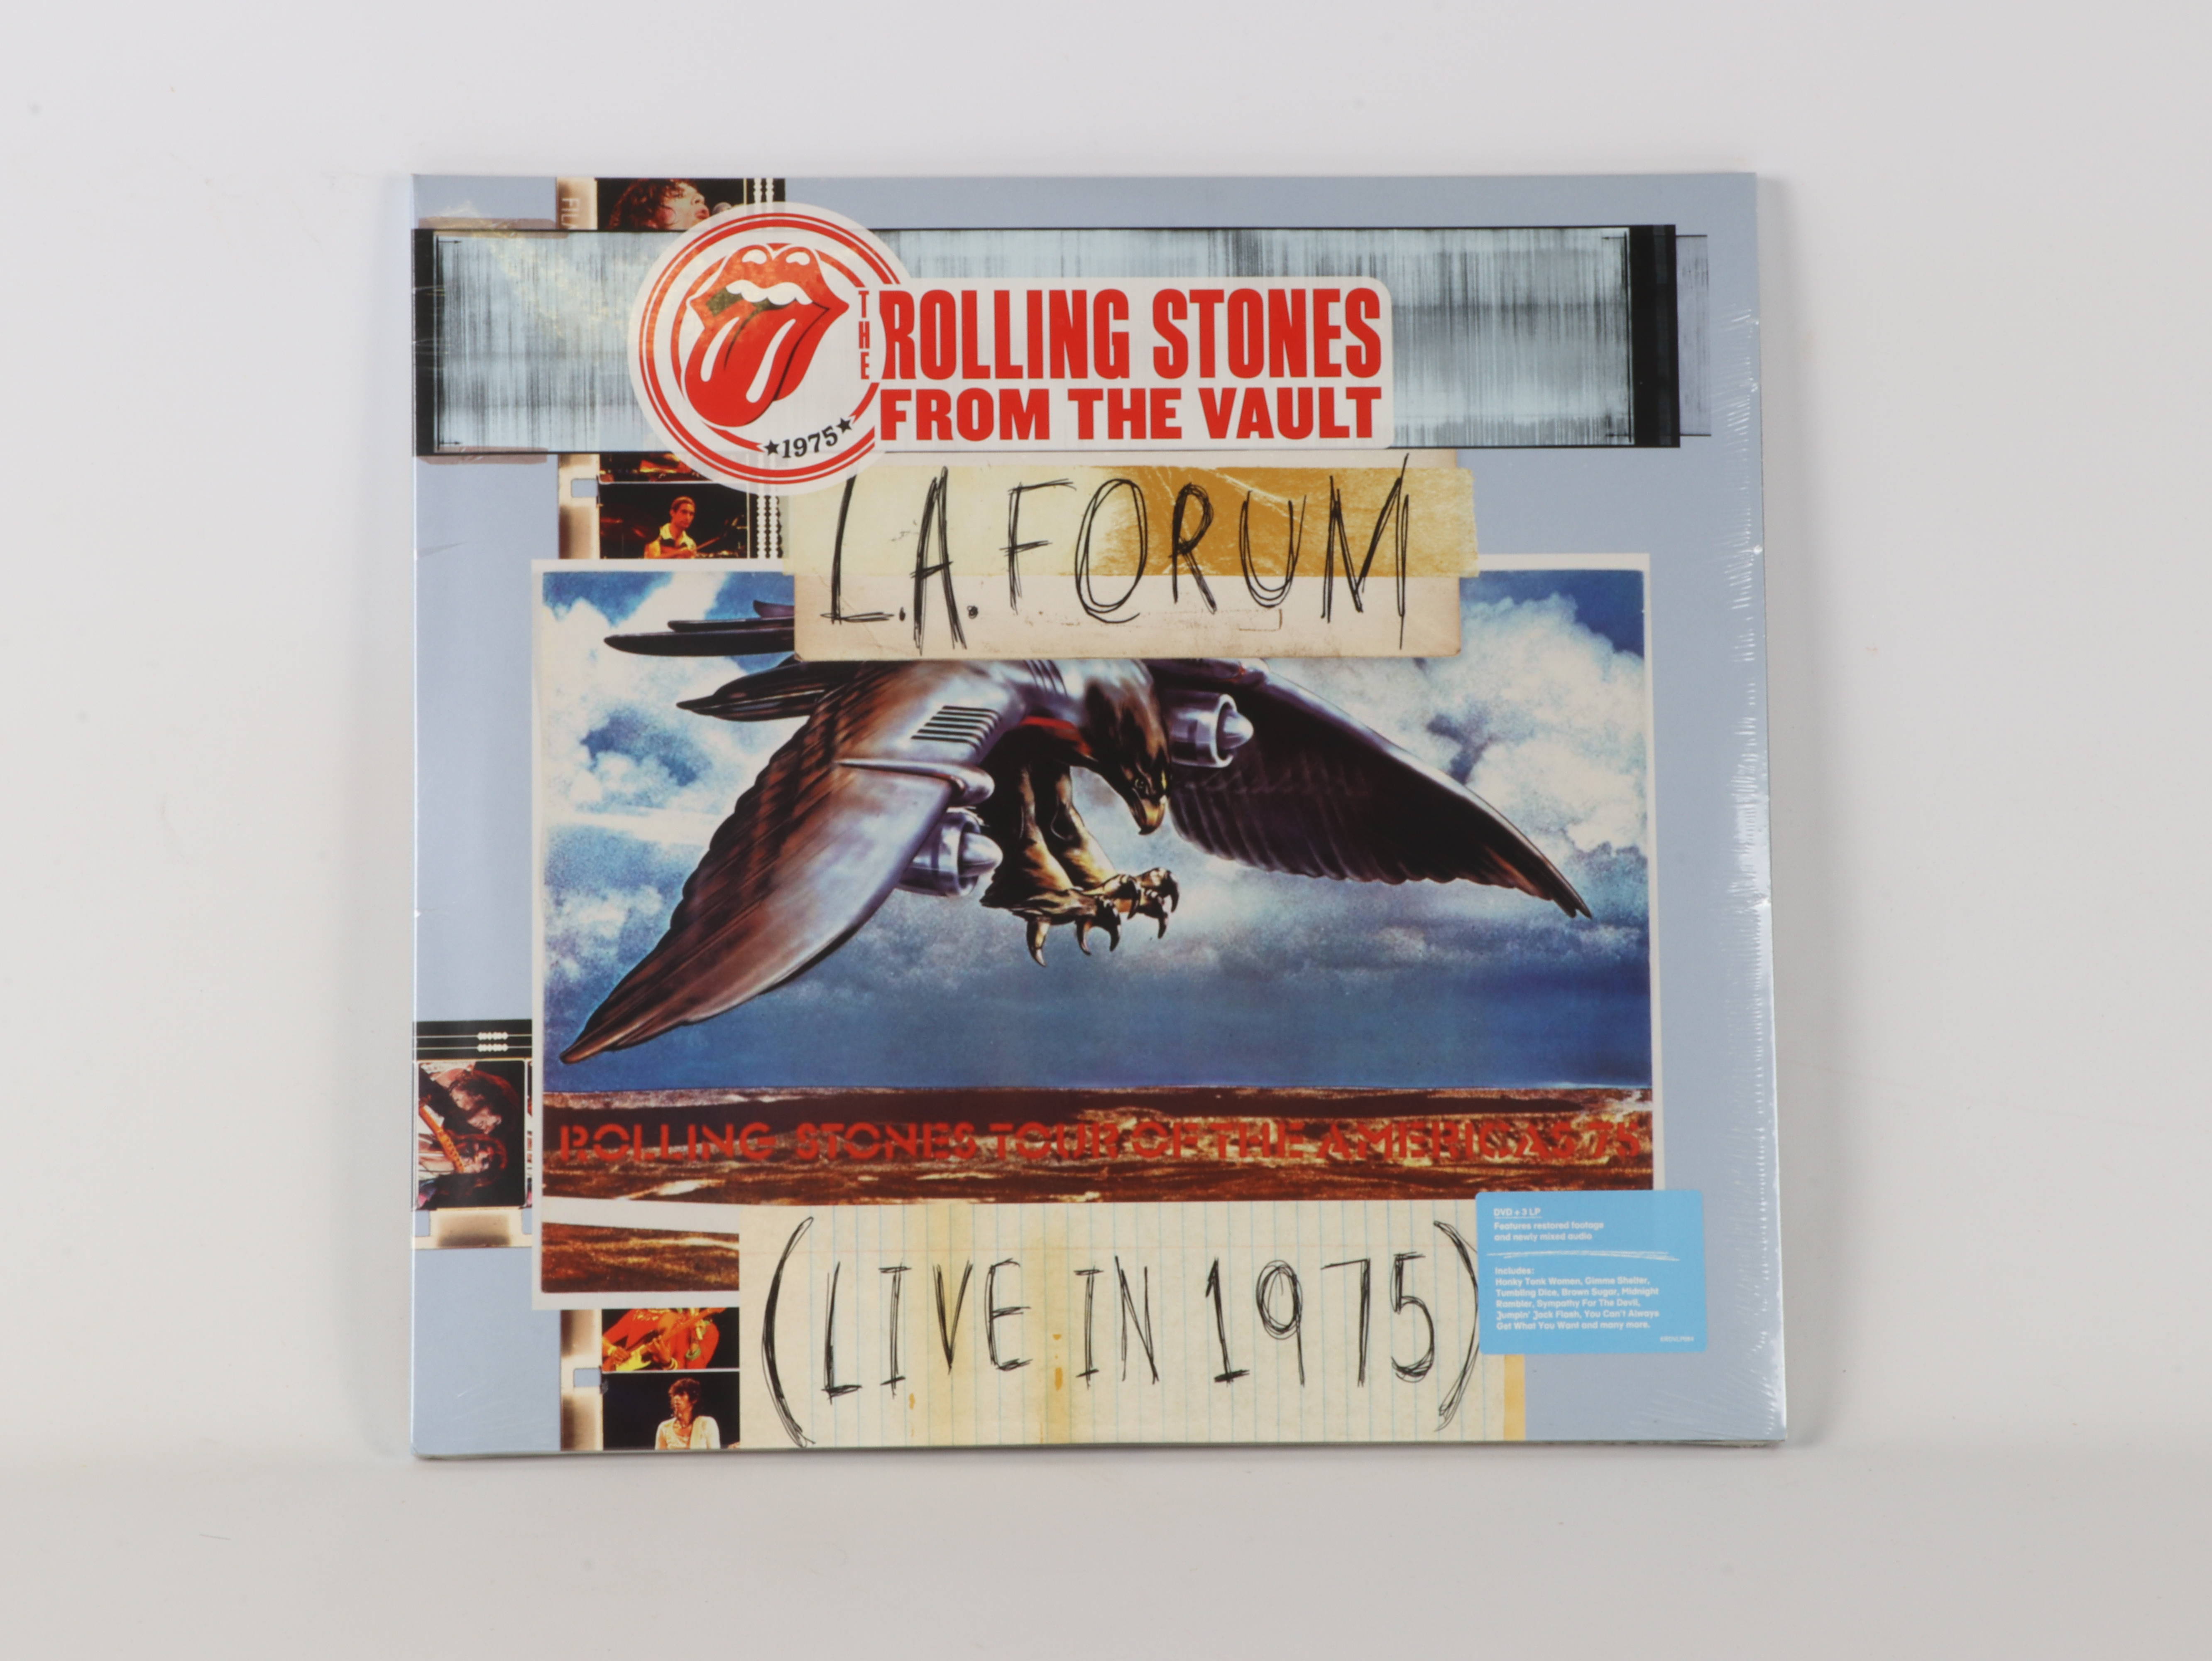 THE
ROLLING STONES
FROM THE VAULT
★1975★
L.A. FORUM
ROLLING STONES TOUR OF THE AMERICAS 75
(LIVE IN 1975)
DVD + 3 LP
Features restored footage
and newly mixed audio
Includes:
Honky Tonk Women, Gimme Shelter,
Tumbling Dice, Brown Sugar, Midnight
Rambler, Sympathy For The Devil,
Jumpin' Jack Flash, You Can't Always
Get What You Want and many more.